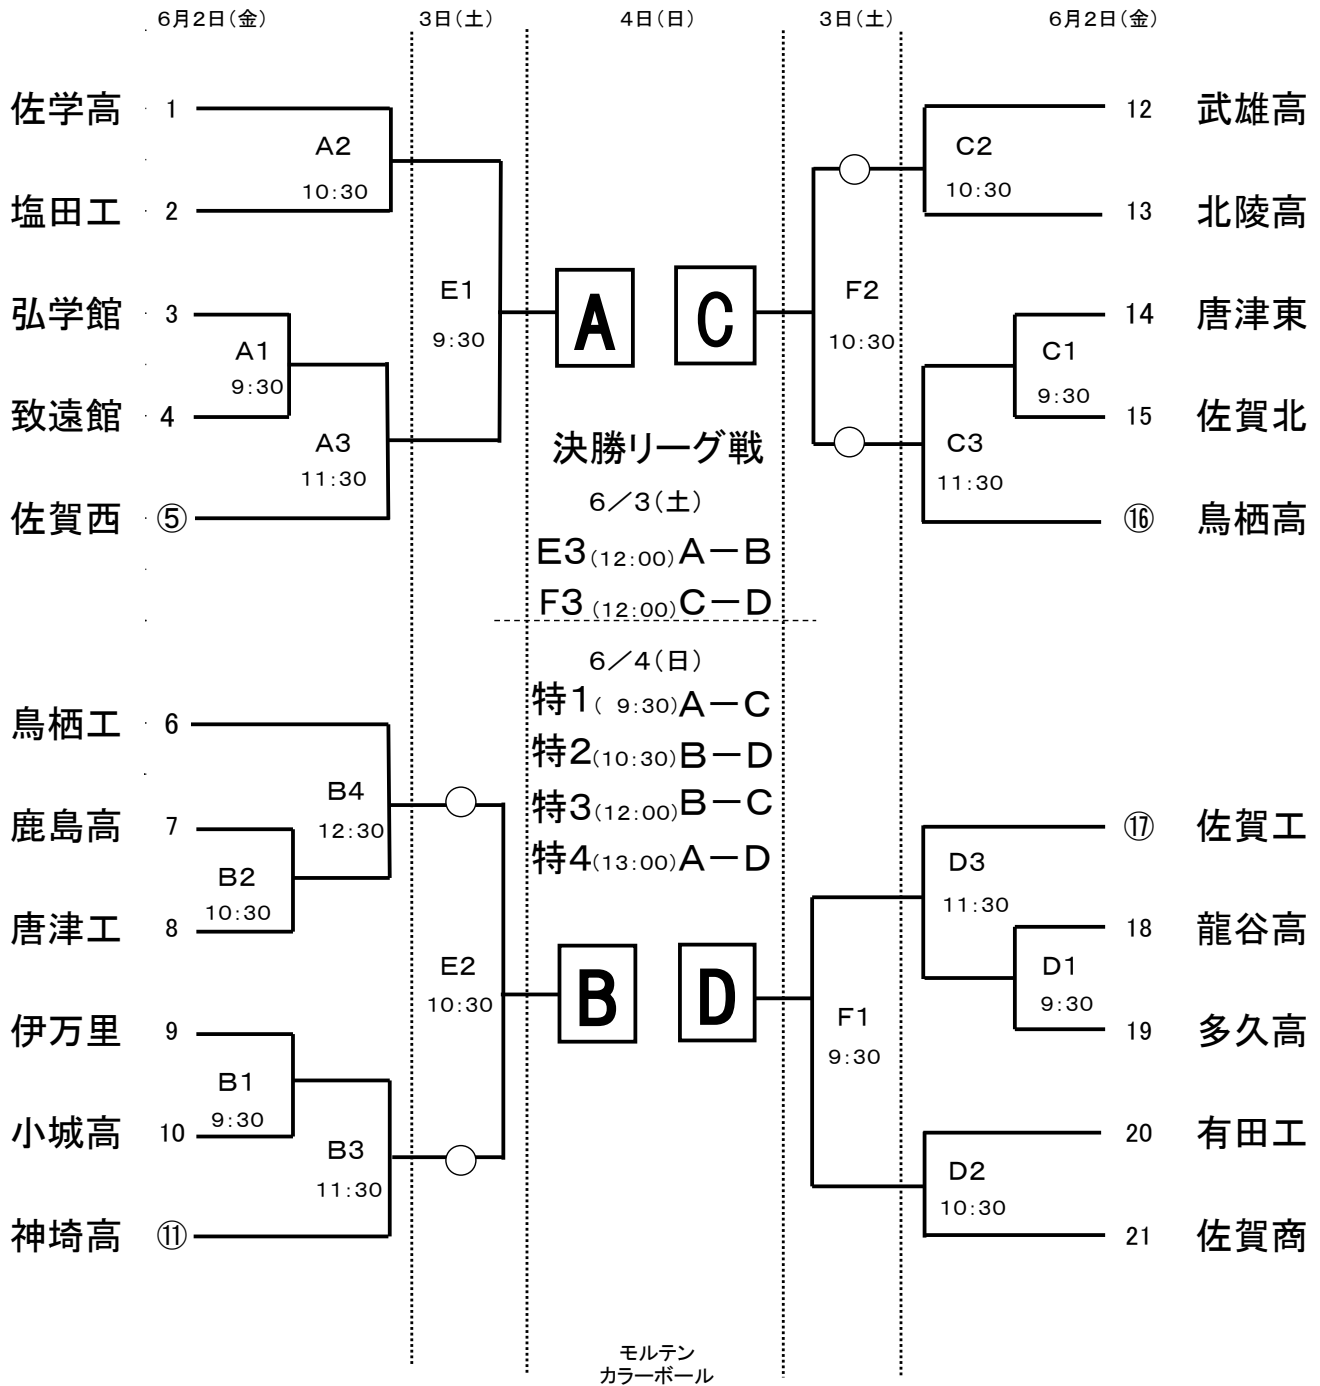 6月2日(金)
3日(土)
4日(日)
3日(土)
6月2日(金)
佐学高 1
A2
10:30
塩田工 2
弘学館 3
A1
9:30
致遠館 4
A3
11:30
佐賀西 ⑤
E1
9:30
A
鳥栖工 6
B4
12:30
鹿島高 7
B2
10:30
唐津工 8
伊万里 9
B1
9:30
小城高 10
B3
11:30
神埼高 ⑪
E2
10:30
B
決勝リーグ戦
6/3(土)
E3(12:00)A-B
F3(12:00)C-D
6/4(日)
特1( 9:30)A-C
特2(10:30)B-D
特3(12:00)B-C
特4(13:00)A-D
C
F2
10:30
12 武雄高
C2
10:30
13 北陵高
14 唐津東
C1
9:30
15 佐賀北
C3
11:30
⑯ 鳥栖高
D
F1
9:30
⑰ 佐賀工
D3
11:30
18 龍谷高
D1
9:30
19 多久高
20 有田工
D2
10:30
21 佐賀商
モルテン
カラーボール